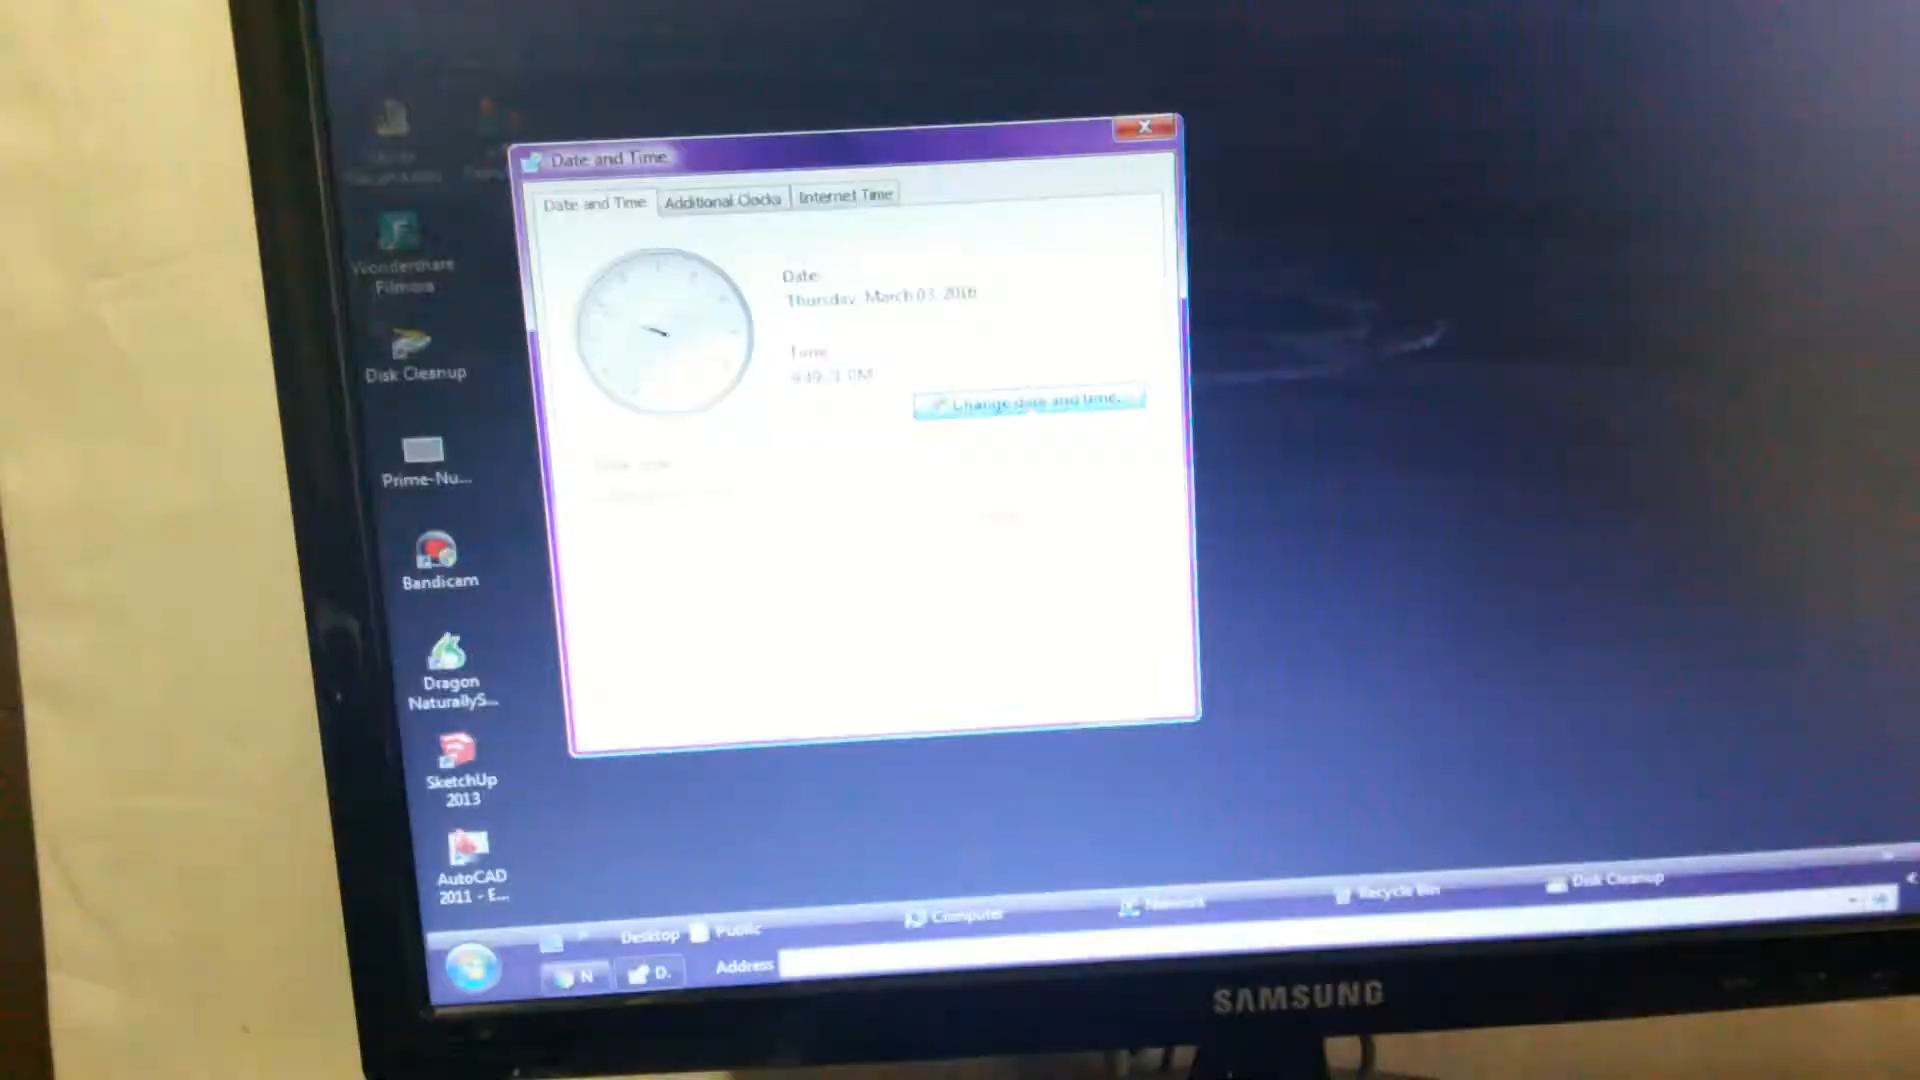 Date and Time
Date and Time
Additional Clocks
Internet Time
Date:
Thursday, March 03, 2016
Time:
PM
Change date and time...
Wondershare
Filmora
Disk Cleanup
Prime-Nu...
Bandicam
Dragon
NaturallyS...
SketchUp
2013
AutoCAD
2011 - E...
Desktop
Public
Computer
Network
Recycle Bin
Disk Cleanup
N
D.
Address
SAMSUNG